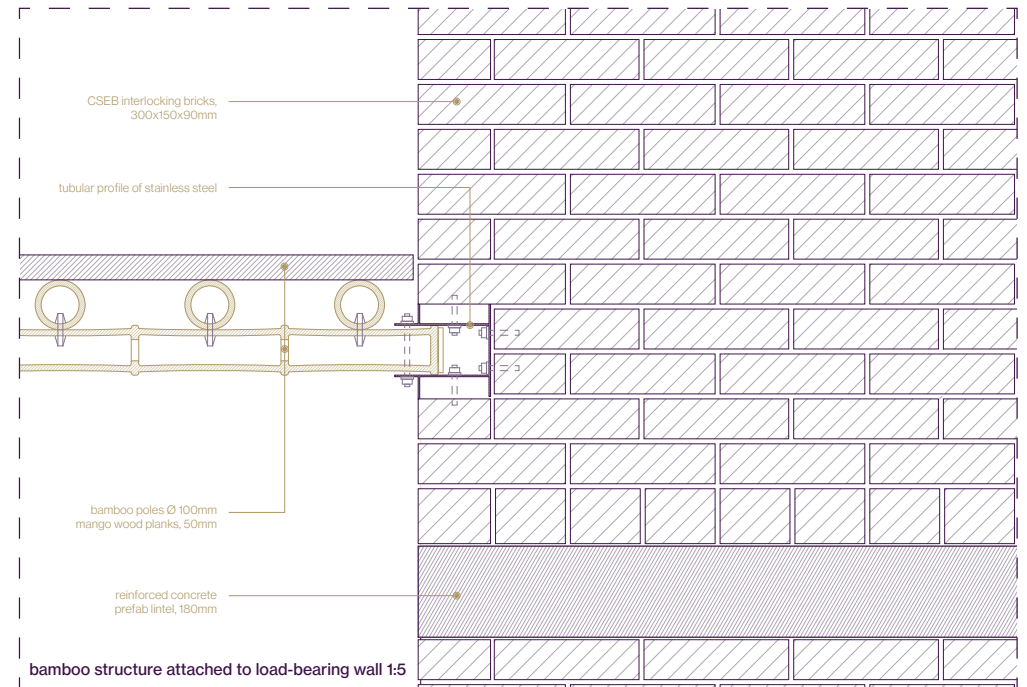 CSEB interlocking bricks,
300x150x90mm
tubular profile of stainless steel
bamboo poles Ø 100mm
mango wood planks, 50mm
reinforced concrete
prefab lintel, 180mm
bamboo structure attached to load-bearing wall 1:5